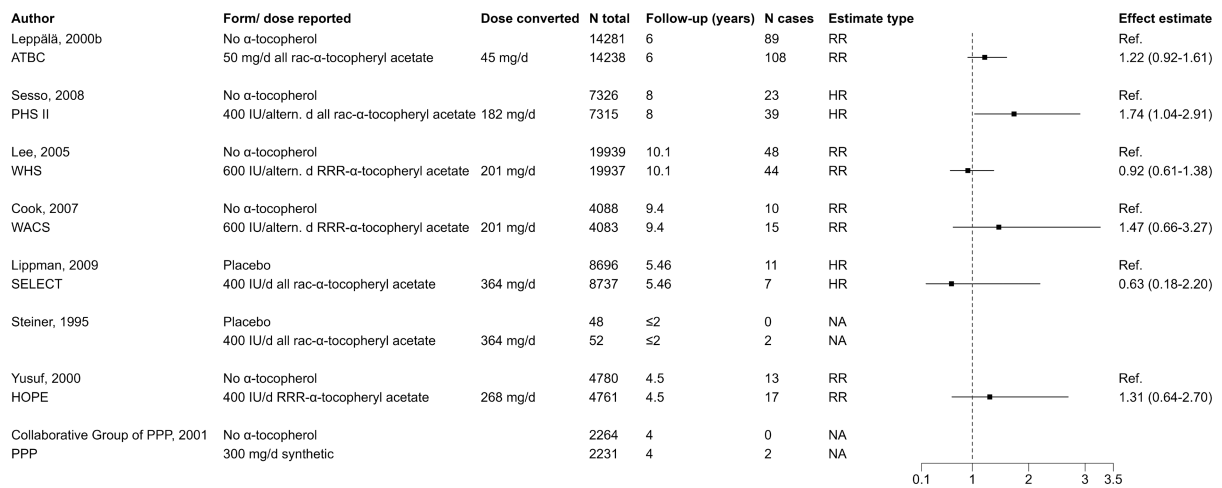 Author Form/ dose reported Dose converted N total Follow-up (years) N cases Estimate type Effect estimate
Leppälä, 2000b No α-tocopherol 14281 6 89 RR Ref.
ATBC 50 mg/d all rac-α-tocopheryl acetate 45 mg/d 14238 6 108 RR 1.22 (0.92-1.61)
Sesso, 2008 No α-tocopherol 7326 8 23 HR Ref.
PHS II 400 IU/altern. d all rac-α-tocopheryl acetate 182 mg/d 7315 8 39 HR 1.74 (1.04-2.91)
Lee, 2005 No α-tocopherol 19939 10.1 48 RR Ref.
WHS 600 IU/altern. d RRR-α-tocopheryl acetate 201 mg/d 19937 10.1 44 RR 0.92 (0.61-1.38)
Cook, 2007 No α-tocopherol 4088 9.4 10 RR Ref.
WACS 600 IU/altern. d RRR-α-tocopheryl acetate 201 mg/d 4083 9.4 15 RR 1.47 (0.66-3.27)
Lippman, 2009 Placebo 8696 5.46 11 HR Ref.
SELECT 400 IU/d all rac-α-tocopheryl acetate 364 mg/d 8737 5.46 7 HR 0.63 (0.18-2.20)
Steiner, 1995 Placebo 48 ≤2 0 NA
400 IU/d all rac-α-tocopheryl acetate 364 mg/d 52 ≤2 2 NA
Yusuf, 2000 No α-tocopherol 4780 4.5 13 RR Ref.
HOPE 400 IU/d RRR-α-tocopheryl acetate 268 mg/d 4761 4.5 17 RR 1.31 (0.64-2.70)
Collaborative Group of PPP, 2001 No α-tocopherol 2264 4 0 NA
PPP 300 mg/d synthetic 2231 4 2 NA
0.1 1 2 3 3.5